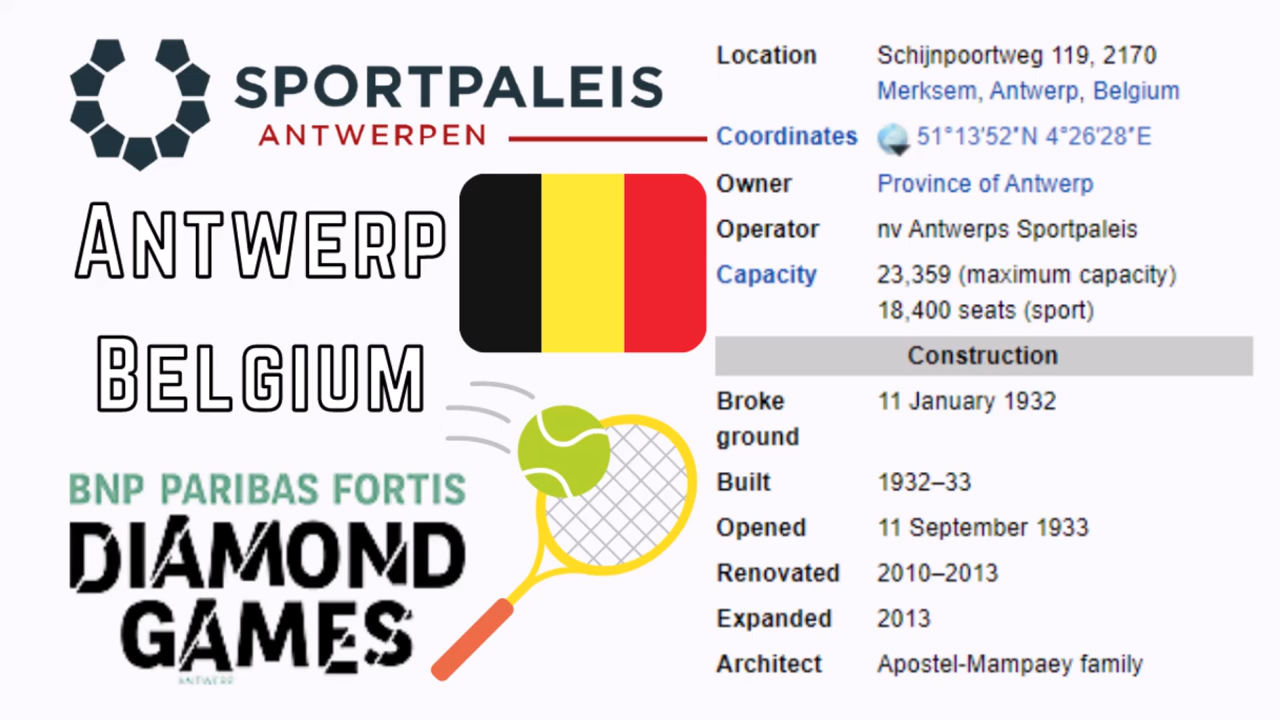 SPORTPALEIS
ANTWERPEN
ANTWERP
BELGIUM
BNP PARIBAS FORTIS
DIAMOND
GAMES
ANTWERP
Location Schijnpoortweg 119, 2170
Merksem, Antwerp, Belgium
Coordinates 51°13′52″N 4°26′28″E
Owner Province of Antwerp
Operator nv Antwerps Sportpaleis
Capacity 23,359 (maximum capacity)
18,400 seats (sport)
Construction
Broke ground 11 January 1932
Built 1932–33
Opened 11 September 1933
Renovated 2010–2013
Expanded 2013
Architect Apostel-Mampaey family